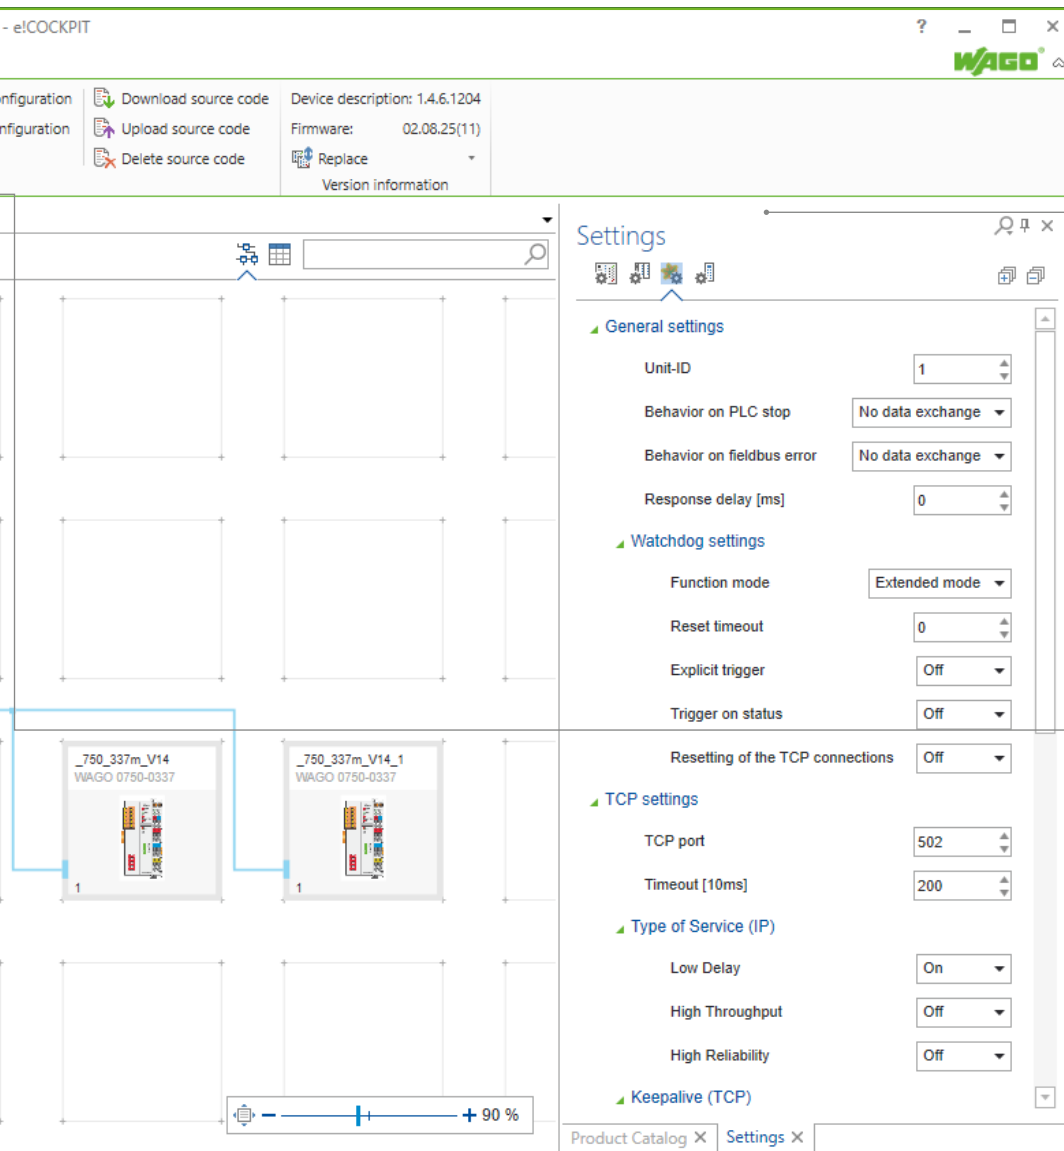 - e!COCKPIT
?
WAGO
onfiguration
Download source code
Device description: 1.4.6.1204
nfiguration
Upload source code
Firmware: 02.08.25(11)
Delete source code
Replace
Version information
Settings
General settings
Unit-ID 1
Behavior on PLC stop No data exchange
Behavior on fieldbus error No data exchange
Response delay [ms] 0
Watchdog settings
Function mode Extended mode
Reset timeout 0
Explicit trigger Off
Trigger on status Off
Resetting of the TCP connections Off
TCP settings
TCP port 502
Timeout [10ms] 200
Type of Service (IP)
Low Delay On
High Throughput Off
High Reliability Off
Keepalive (TCP)
_750_337m_V14
WAGO 0750-0337
1
_750_337m_V14_1
WAGO 0750-0337
1
90 %
Product Catalog
Settings